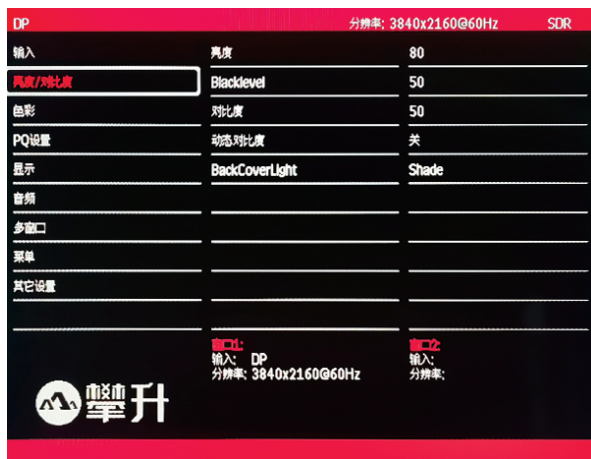 DP 分辨率: 3840x2160@60Hz SDR
输入 亮度 80
亮度/对比度 Blacklevel 50
色彩 对比度 50
PQ设置 动态对比度 关
显示 BackCoverLight Shade
音频
多窗口
菜单
其它设置
窗口1: 窗口2:
输入: DP 输入:
分辨率: 3840x2160@60Hz 分辨率:
攀升